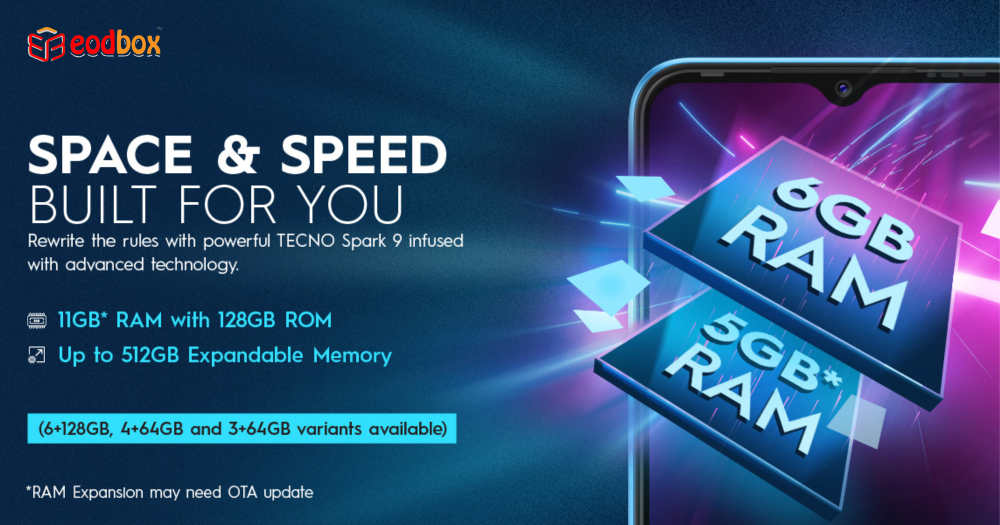 eodbox
SPACE & SPEED
BUILT FOR YOU
Rewrite the rules with powerful TECNO Spark 9 infused
with advanced technology.
11GB* RAM with 128GB ROM
Up to 512GB Expandable Memory
(6+128GB, 4+64GB and 3+64GB variants available)
*RAM Expansion may need OTA update
6GB
RAM
5GB*
RAM